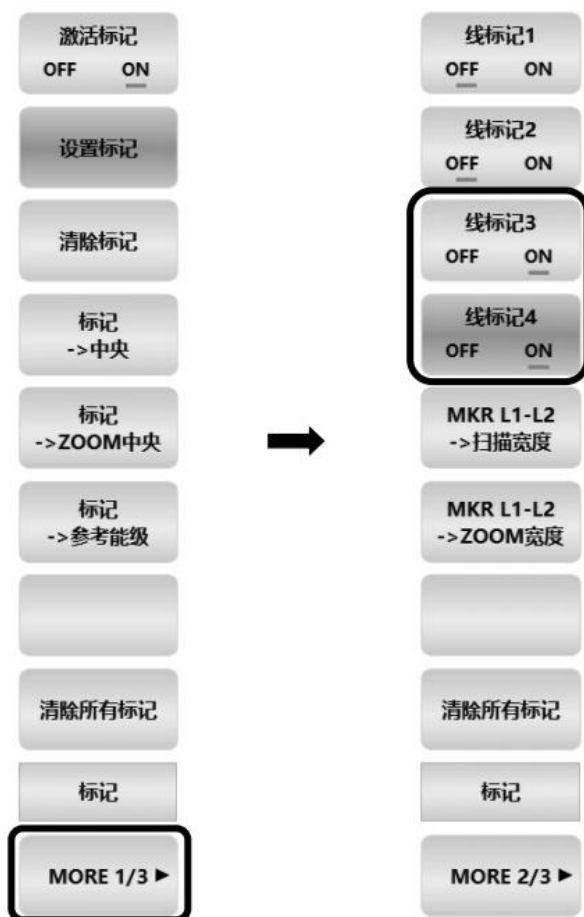 激活标记
OFF ON
设置标记
清除标记
标记
->中央
标记
->ZOOM中央
标记
->参考能级
清除所有标记
标记
MORE 1/3 ▶
线标记1
OFF ON
线标记2
OFF ON
线标记3
OFF ON
线标记4
OFF ON
MKR L1-L2
->扫描宽度
MKR L1-L2
->ZOOM宽度
清除所有标记
标记
MORE 2/3 ▶